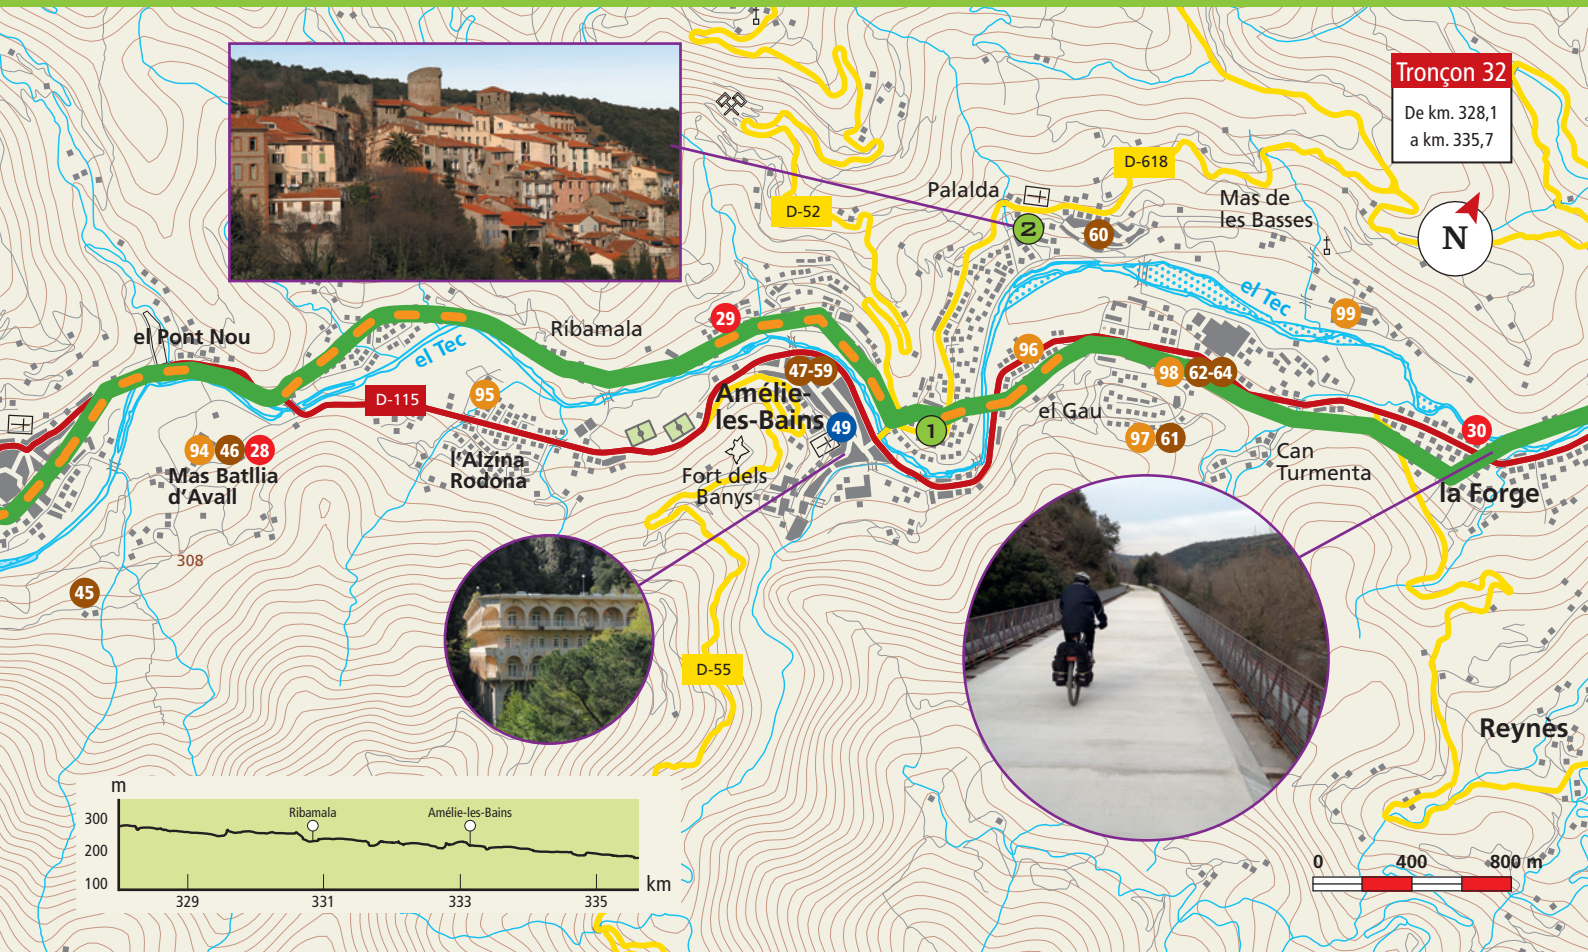 Tronçon 32
De km. 328,1
a km. 335,7
N
D-618
Palalda
Mas de
les Basses
D-52
2
60
el Tec
99
29
Ribamala
el Pont Nou
el Tec
96
47-59
98
62-64
D-115
95
Amélie-
les-Bains
49
1
el Gau
97
61
30
94
46
28
Mas Batllia
d'Avall
l'Alzina
Rodona
Fort dels
Banys
Can
Turmenta
la Forge
308
45
D-55
Reynès
m
300
200
100
Ribamala
Amélie-les-Bains
km
329
331
333
335
0
400
800 m